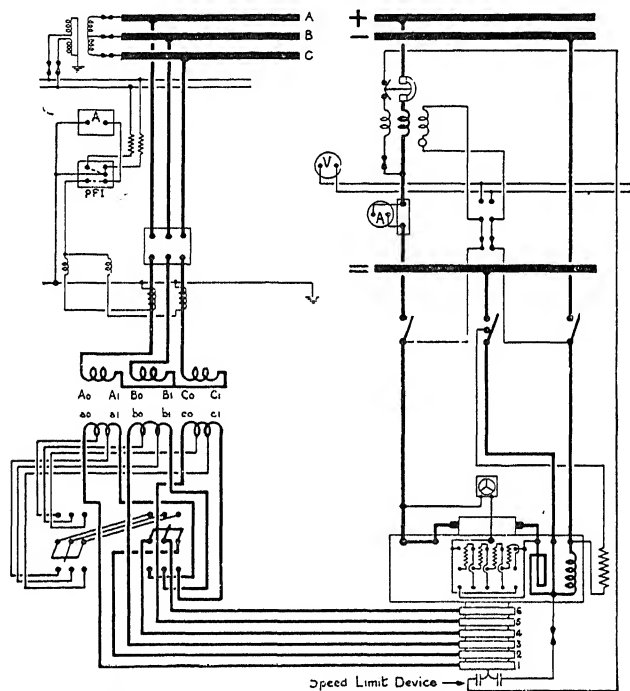 A
B
C
+
−
A
PFI
V
A
=
A0 A1 B0 B1 C0 C1
a0 a1 b0 b1 c0 c1
6
5
4
3
2
1
Speed Limit Device